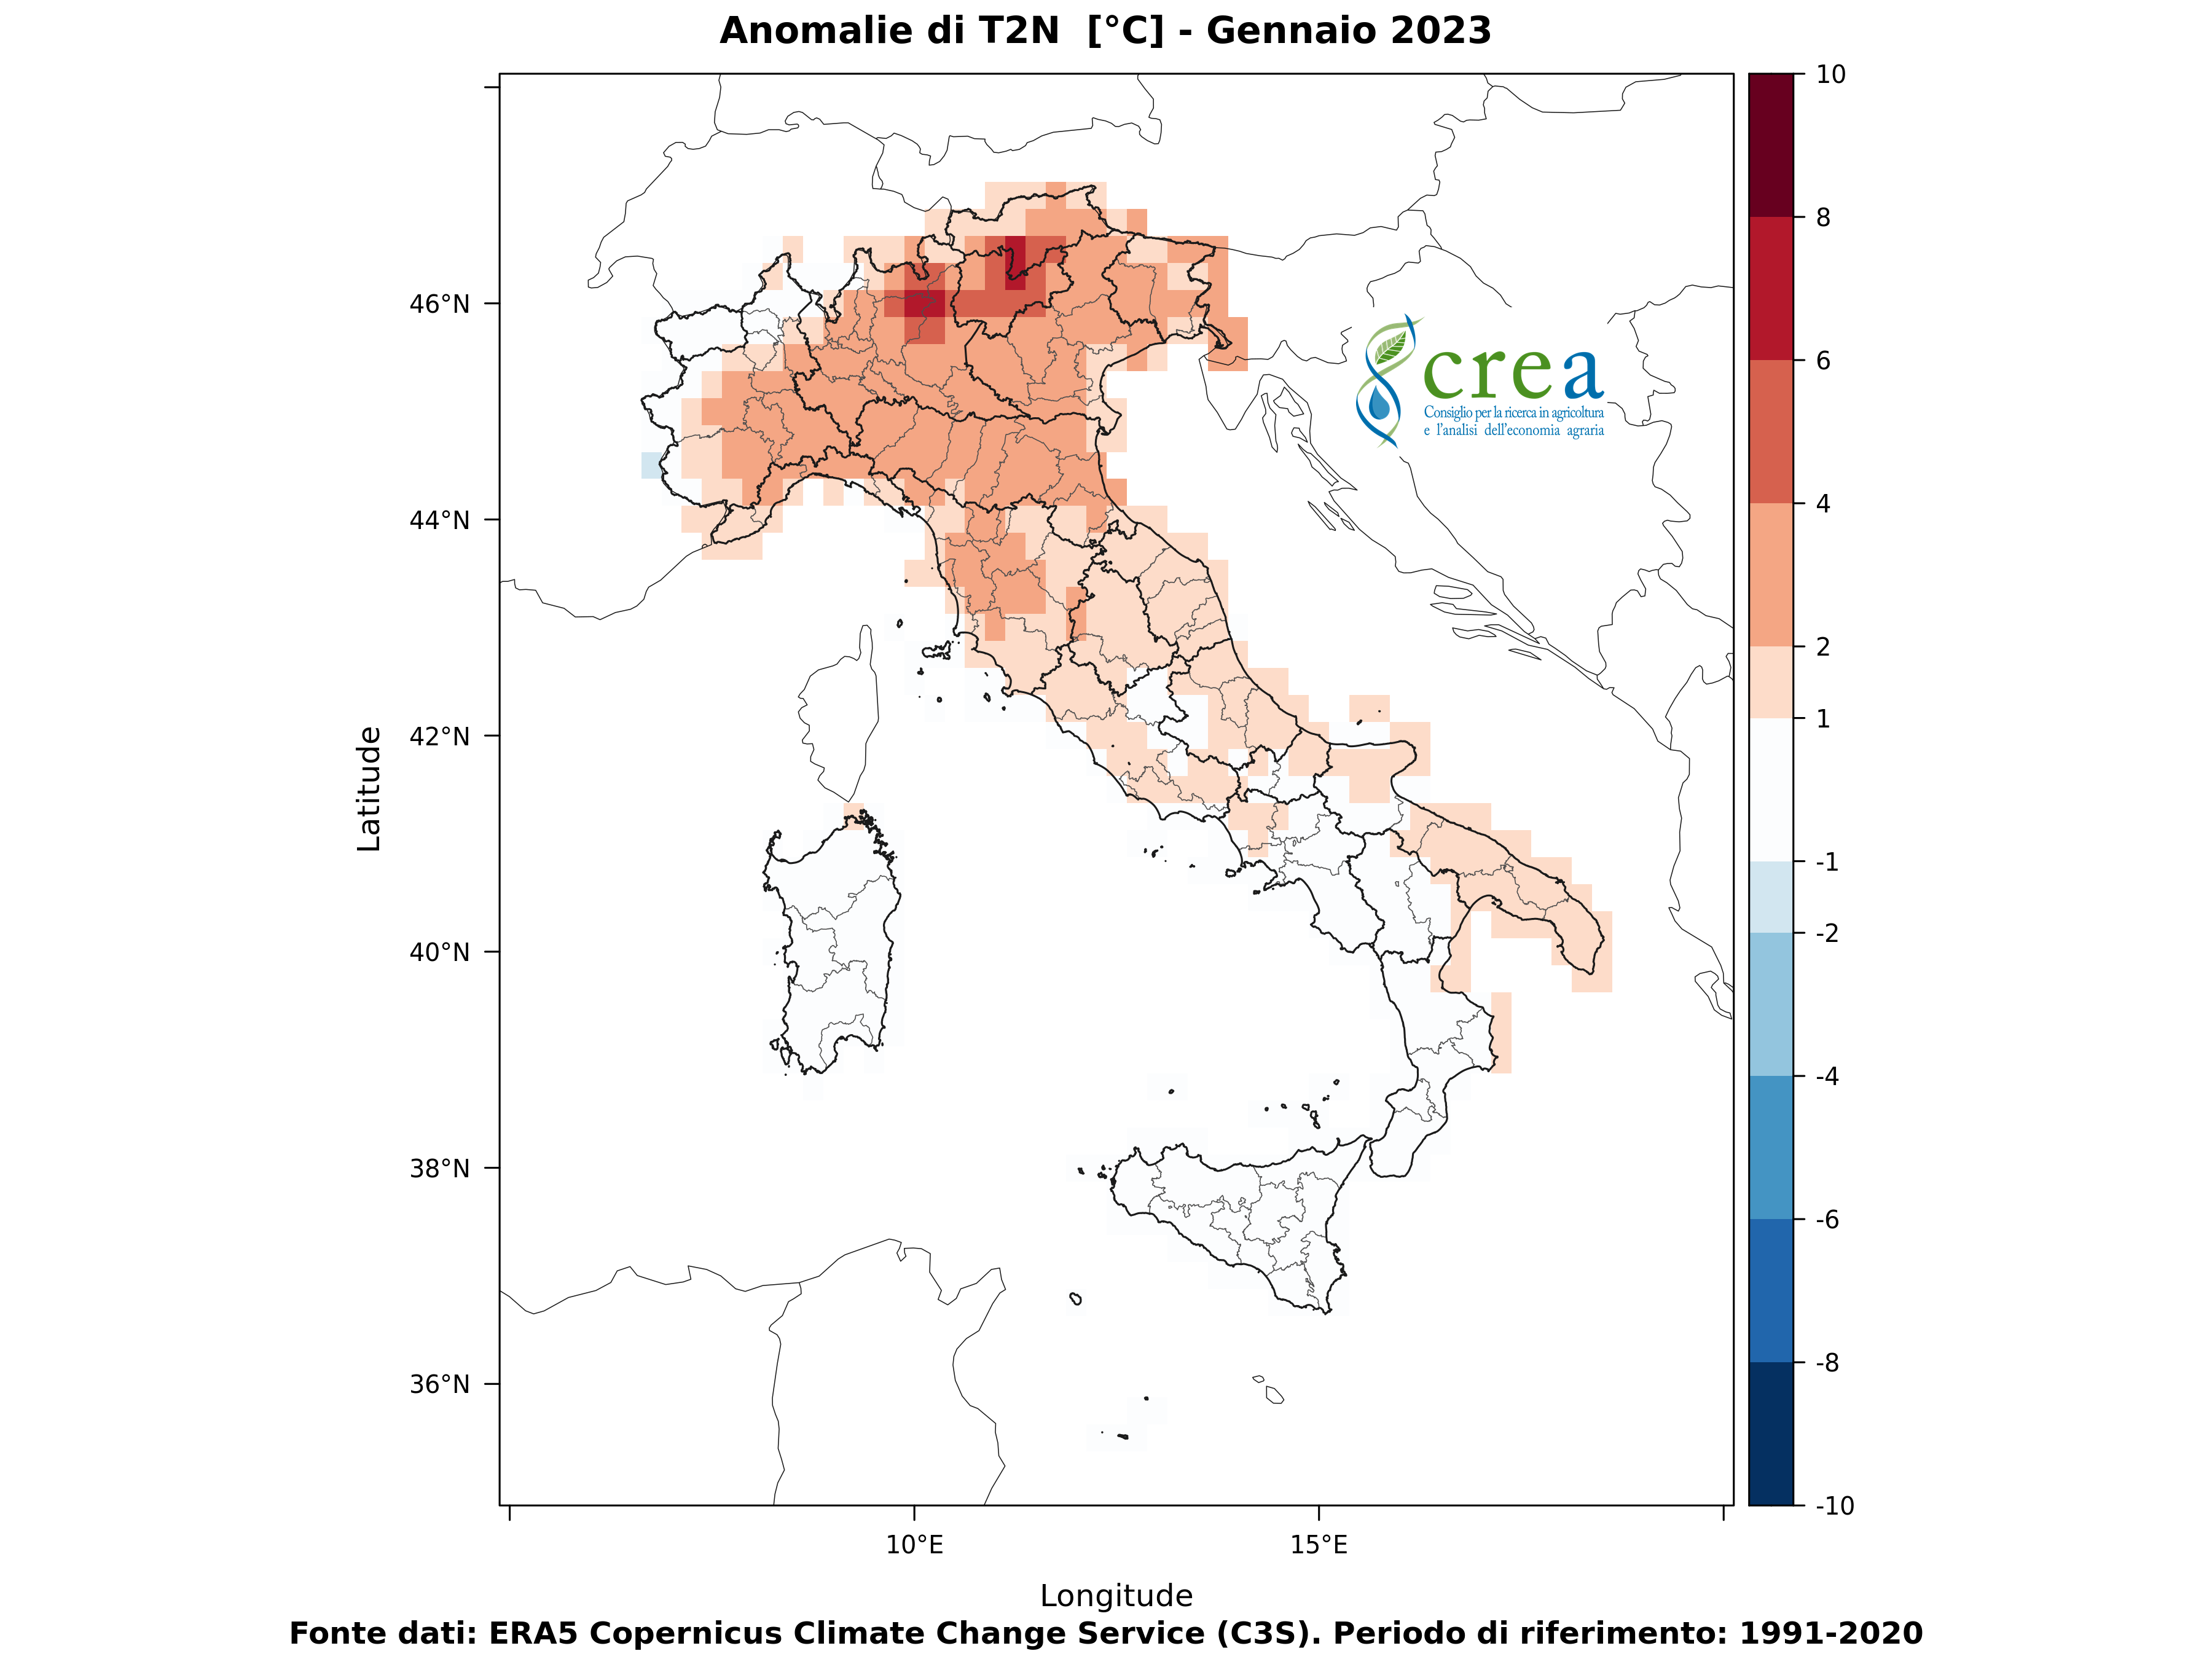 Anomalie di T2N  [°C] - Gennaio 2023
10
8
6
4
2
1
-1
-2
-4
-6
-8
-10
46°N
44°N
42°N
40°N
38°N
36°N
Latitude
crea
Consiglio per la ricerca in agricoltura
e l'analisi dell'economia agraria
10°E
15°E
Longitude
Fonte dati: ERA5 Copernicus Climate Change Service (C3S). Periodo di riferimento: 1991-2020